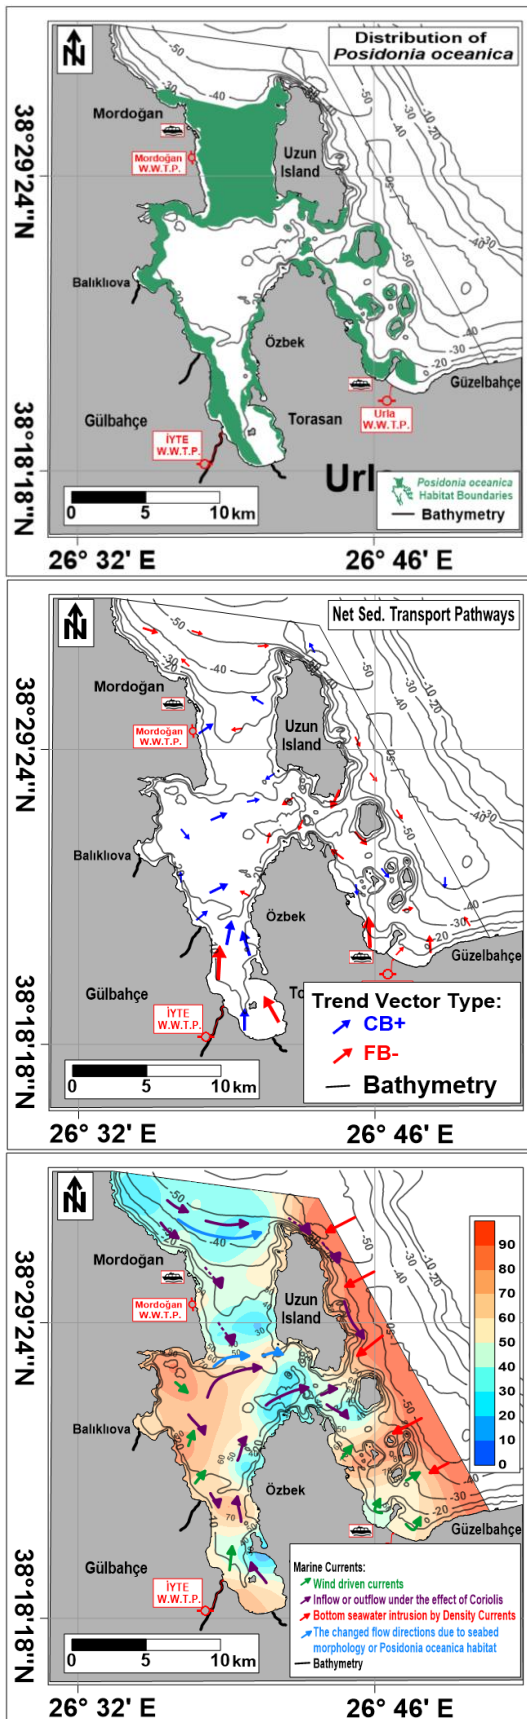 N
Distribution of
Posidonia oceanica
Mordoğan
Mordoğan
W.W.T.P.
Uzun
Island
Balıklıova
Özbek
Güzelbahçe
Gülbahçe
Torasan
Urla
W.W.T.P.
İYTE
W.W.T.P.
Posidonia oceanica
Habitat Boundaries
Bathymetry
0 5 10 km
38°29'24"N
38°18'18"N
26° 32' E
26° 46' E
N
Net Sed. Transport Pathways
Mordoğan
Mordoğan
W.W.T.P.
Uzun
Island
Balıklıova
Özbek
Güzelbahçe
Gülbahçe
İYTE
W.W.T.P.
Trend Vector Type:
CB+
FB-
Bathymetry
0 5 10 km
38°29'24"N
38°18'18"N
26° 32' E
26° 46' E
N
90
80
70
60
50
40
30
20
10
0
Mordoğan
Mordoğan
W.W.T.P.
Uzun
Island
Balıklıova
Özbek
Güzelbahçe
Gülbahçe
İYTE
W.W.T.P.
Marine Currents:
Wind driven currents
Inflow or outflow under the effect of Coriolis
Bottom seawater intrusion by Density Currents
The changed flow directions due to seabed
morphology or Posidonia oceanica habitat
Bathymetry
0 5 10 km
38°29'24"N
38°18'18"N
26° 32' E
26° 46' E